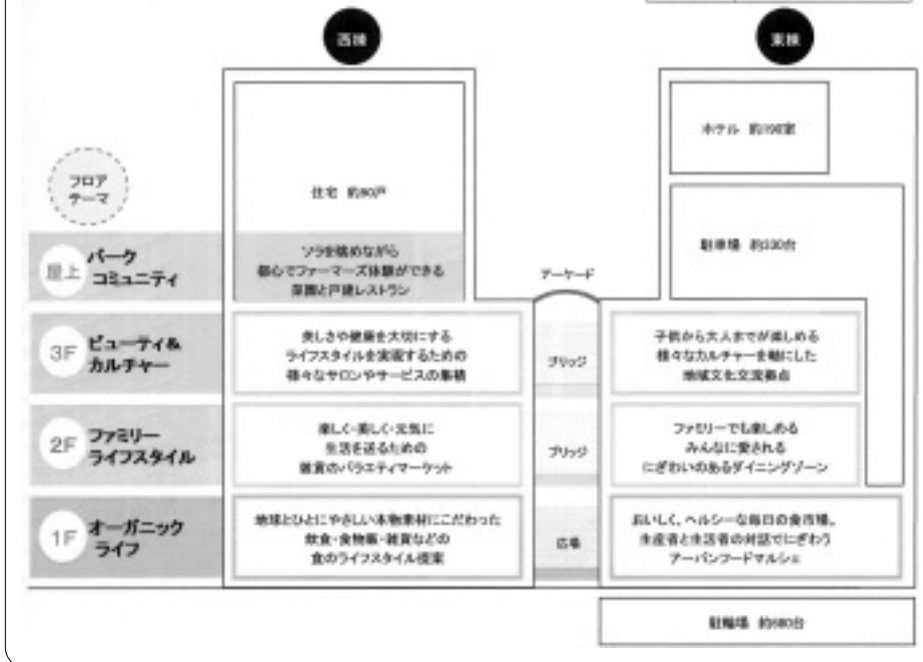 西棟
東棟
ホテル 約190室
フロア
テーマ
住宅 約80戸
駐車場 約330台
屋上
パーク
コミュニティ
ソラを眺めながら
都心でファーマーズ体験ができる
菜園と戸建レストラン
アーケード
3F
ビューティ&
カルチャー
美しさや健康を大切にする
ライフスタイルを実現するための
様々なサロンやサービスの集積
ブリッジ
子供から大人までが楽しめる
様々なカルチャーを軸にした
地域文化交流拠点
2F
ファミリー
ライフスタイル
楽しく・美しく・元気に
生活を送るための
雑貨のバラエティマーケット
ブリッジ
ファミリーでも楽しめる
みんなに愛される
にぎわいのあるダイニングゾーン
1F
オーガニック
ライフ
地球とひとにやさしい本物素材にこだわった
飲食・食物販・雑貨などの
食のライフスタイル提案
広場
おいしく、ヘルシーな毎日の食市場。
生産者と生活者の対話でにぎわう
アーバンフードマルシェ
駐輪場 約680台